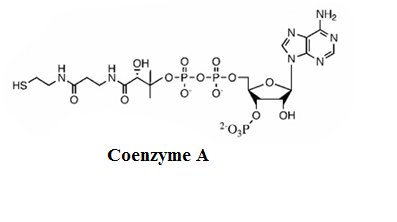 NH₂
N N
N N
H H OH O O
HS N N O-P-O-P-O O
O O O⁻ O⁻
O OH
²⁻O₃P
Coenzyme A